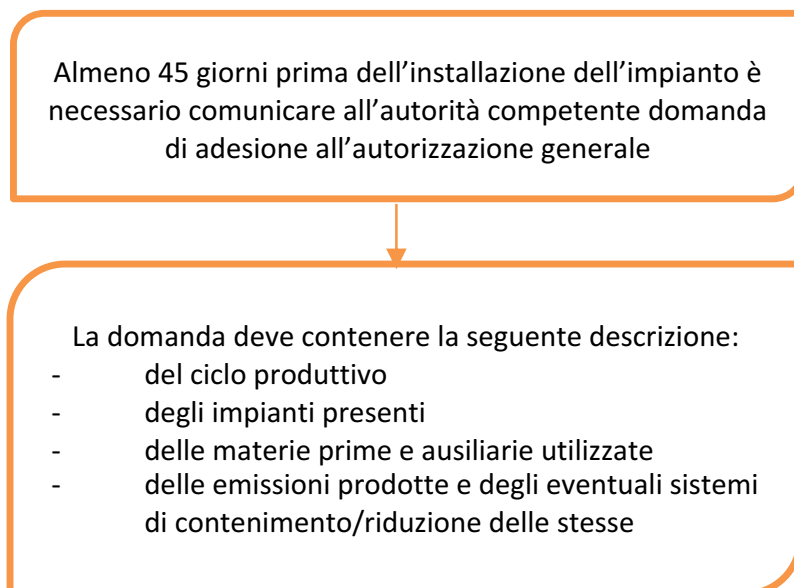 Almeno 45 giorni prima dell’installazione dell’impianto è
necessario comunicare all’autorità competente domanda
di adesione all’autorizzazione generale
La domanda deve contenere la seguente descrizione:
- del ciclo produttivo
- degli impianti presenti
- delle materie prime e ausiliarie utilizzate
- delle emissioni prodotte e degli eventuali sistemi
di contenimento/riduzione delle stesse